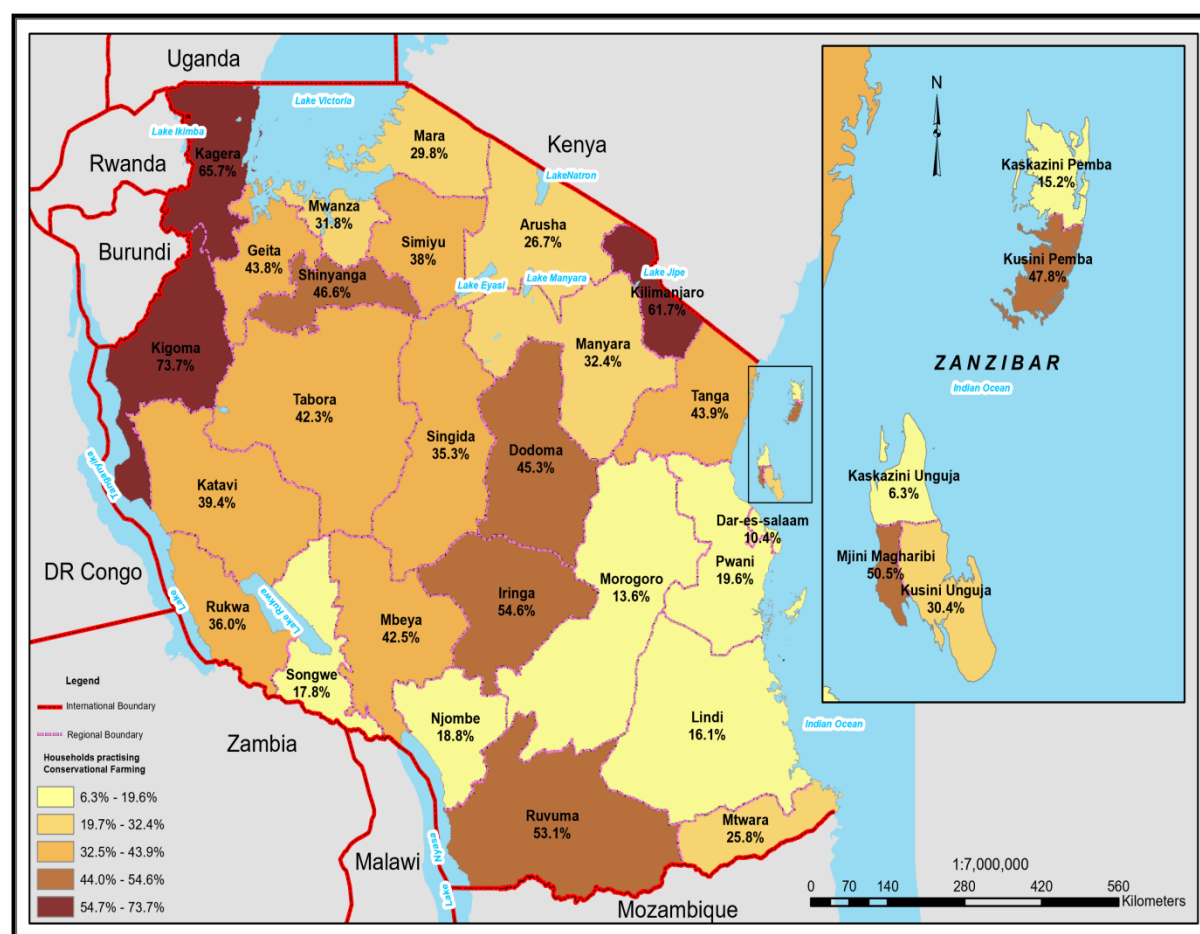 Uganda
Lake Victoria
Lake Ikimba
Kagera
65.7%
Rwanda
Burundi
Mara
29.8%
Kenya
LakeNatron
Mwanza
31.8%
Geita
43.8%
Simiyu
38%
Arusha
26.7%
Shinyanga
46.6%
Lake Eyasi
Lake Manyara
Lake Jipe
Kilimanjaro
61.7%
Kigoma
73.7%
Manyara
32.4%
Tabora
42.3%
Singida
35.3%
Dodoma
45.3%
Tanga
43.9%
Katavi
39.4%
Lake
Tanganyika
DR Congo
Dar-es-salaam
10.4%
Pwani
19.6%
Morogoro
13.6%
Iringa
54.6%
Rukwa
36.0%
Lake Rukwa
Mbeya
42.5%
Songwe
17.8%
Njombe
18.8%
Lindi
16.1%
Indian Ocean
Zambia
Ruvuma
53.1%
Mtwara
25.8%
Malawi
Lake
Nyasa
Mozambique
N
Kaskazini Pemba
15.2%
Kusini Pemba
47.8%
ZANZIBAR
Indian Ocean
Kaskazini Unguja
6.3%
Mjini Magharibi
50.5%
Kusini Unguja
30.4%
Legend
International Boundary
Regional Boundary
Households practising
Conservational Farming
6.3% - 19.6%
19.7% - 32.4%
32.5% - 43.9%
44.0% - 54.6%
54.7% - 73.7%
1:7,000,000
0 70 140 280 420 560
Kilometers